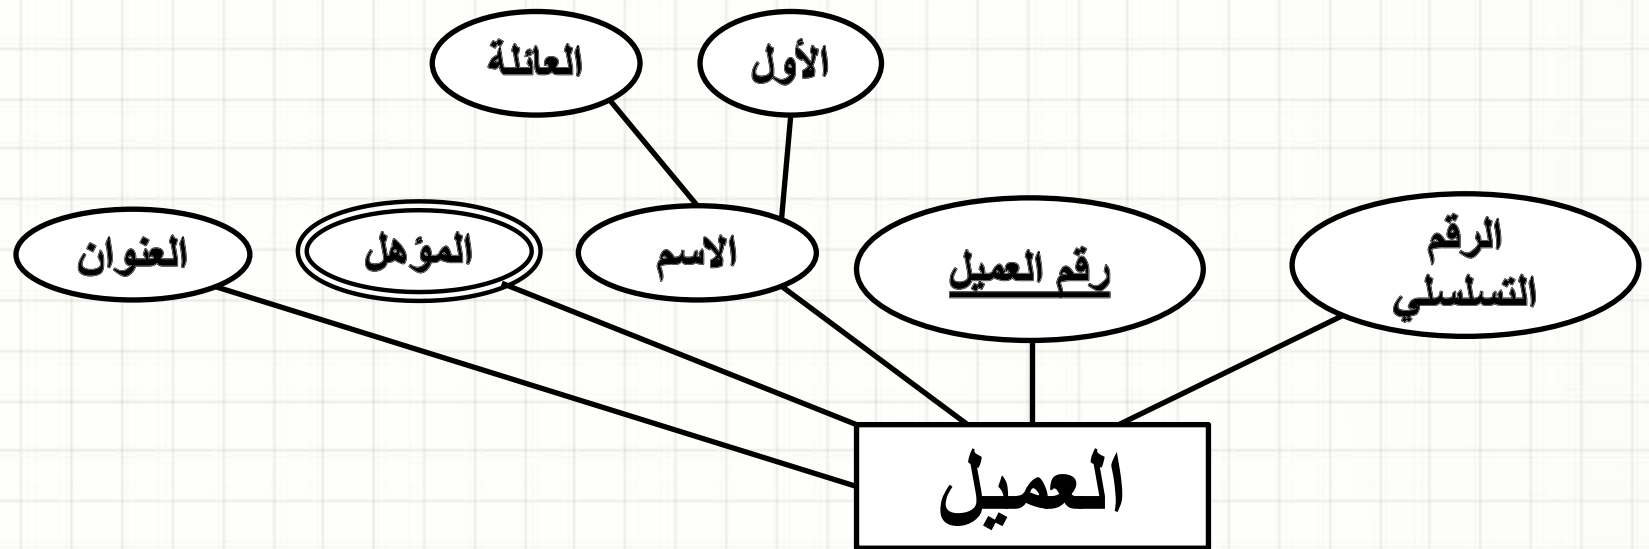 الأول
العائلة
الرقم
التسلسلي
رقم العميل
الاسم
المؤهل
العنوان
العميل